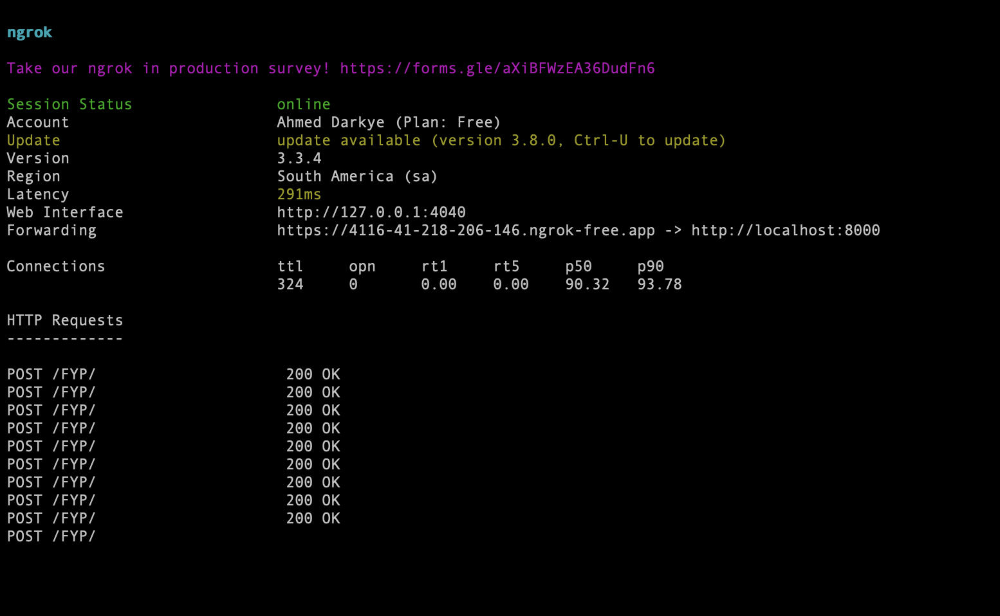 ngrok
Take our ngrok in production survey! https://forms.gle/aXiBFWzEA36DudFn6
Session Status online
Account Ahmed Darkye (Plan: Free)
Update update available (version 3.8.0, Ctrl-U to update)
Version 3.3.4
Region South America (sa)
Latency 291ms
Web Interface http://127.0.0.1:4040
Forwarding https://4116-41-218-206-146.ngrok-free.app -> http://localhost:8000
Connections ttl opn rt1 rt5 p50 p90
324 0 0.00 0.00 90.32 93.78
HTTP Requests
-------------
POST /FYP/ 200 OK
POST /FYP/ 200 OK
POST /FYP/ 200 OK
POST /FYP/ 200 OK
POST /FYP/ 200 OK
POST /FYP/ 200 OK
POST /FYP/ 200 OK
POST /FYP/ 200 OK
POST /FYP/ 200 OK
POST /FYP/